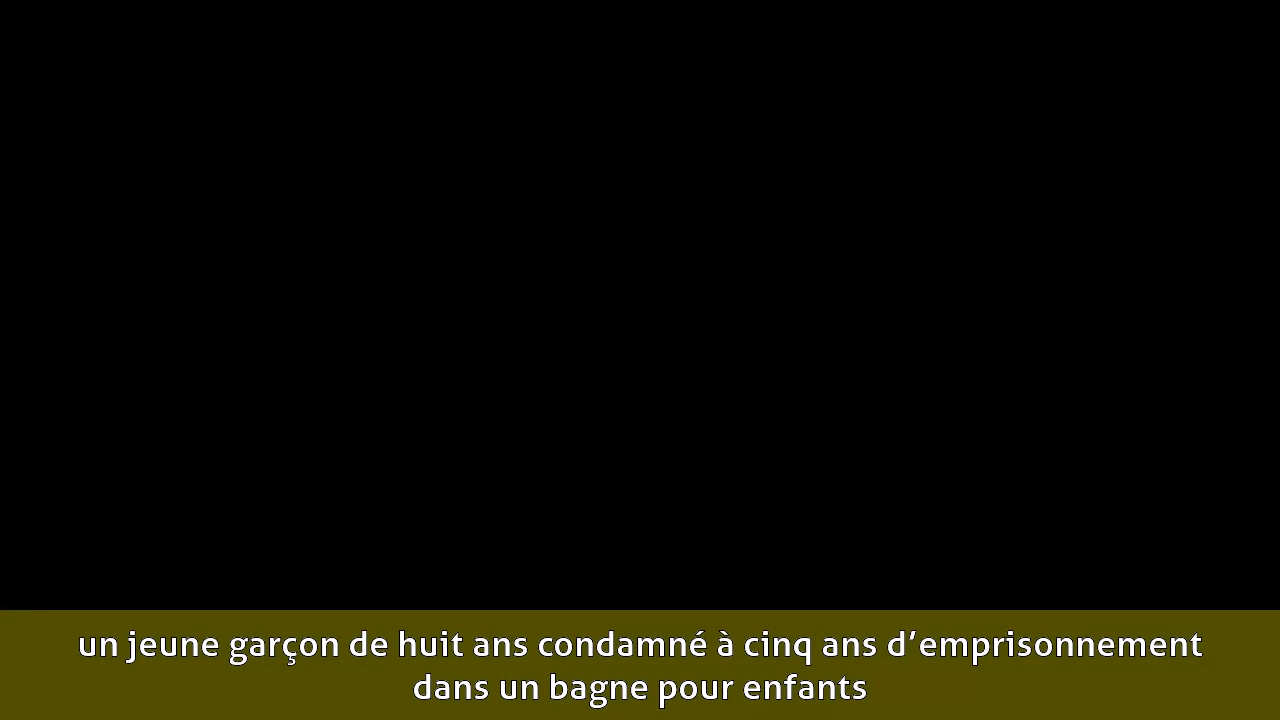 un jeune garçon de huit ans condamné à cinq ans d’emprisonnement
dans un bagne pour enfants